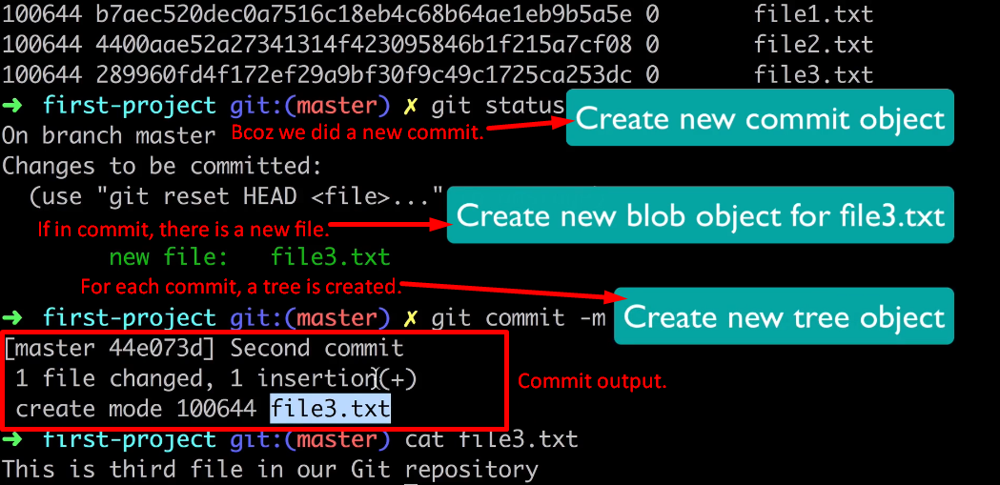 100644 b7aec520dec0a7516c18eb4c68b64ae1eb9b5a5e 0 file1.txt
100644 4400aae52a27341314f423095846b1f215a7cf08 0 file2.txt
100644 289960fd4f172ef29a9bf30f9c49c1725ca253dc 0 file3.txt
➜ first-project git:(master) ✗ git status
Create new commit object
On branch master
Bcoz we did a new commit.
Changes to be committed:
(use "git reset HEAD <file>..."
Create new blob object for file3.txt
If in commit, there is a new file.
new file: file3.txt
For each commit, a tree is created.
➜ first-project git:(master) ✗ git commit -m
Create new tree object
[master 44e073d] Second commit
1 file changed, 1 insertion(+)
Commit output.
create mode 100644 file3.txt
➜ first-project git:(master) cat file3.txt
This is third file in our Git repository